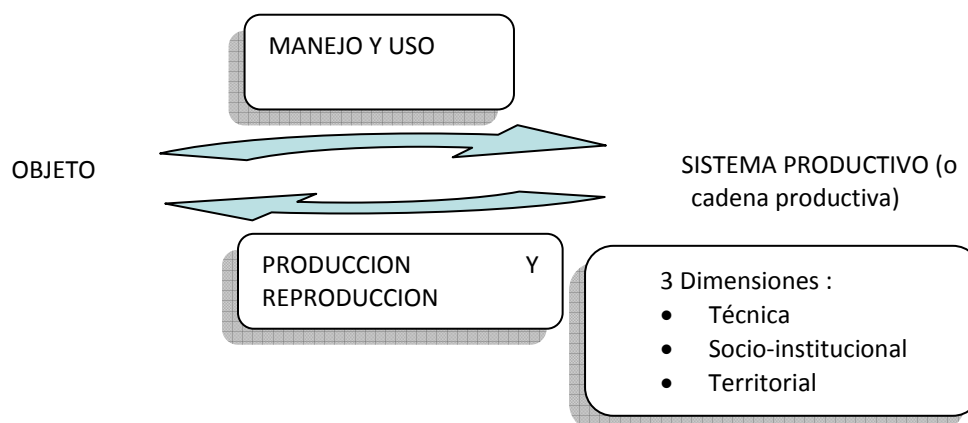 MANEJO Y USO
OBJETO
SISTEMA PRODUCTIVO (o
cadena productiva)
PRODUCCION Y
REPRODUCCION
3 Dimensiones :
• Técnica
• Socio-institucional
• Territorial